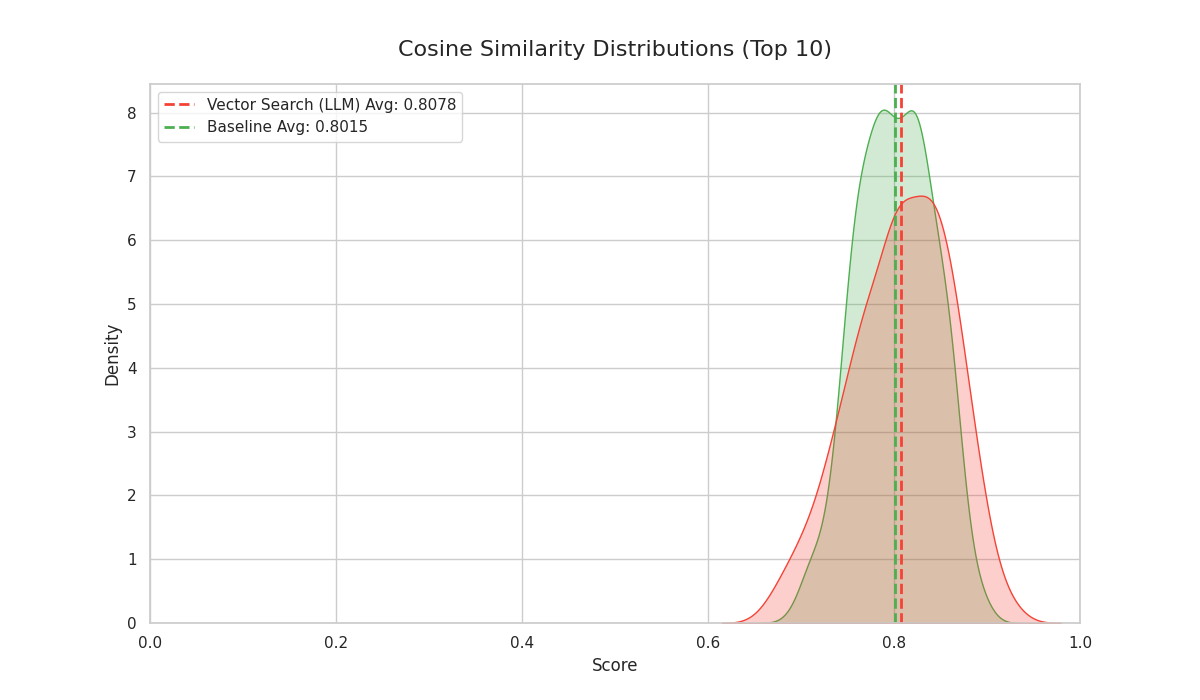 Cosine Similarity Distributions (Top 10)
Vector Search (LLM) Avg: 0.8078
Baseline Avg: 0.8015
8
7
6
5
4
3
2
1
0
Density
0.0 0.2 0.4 0.6 0.8 1.0
Score